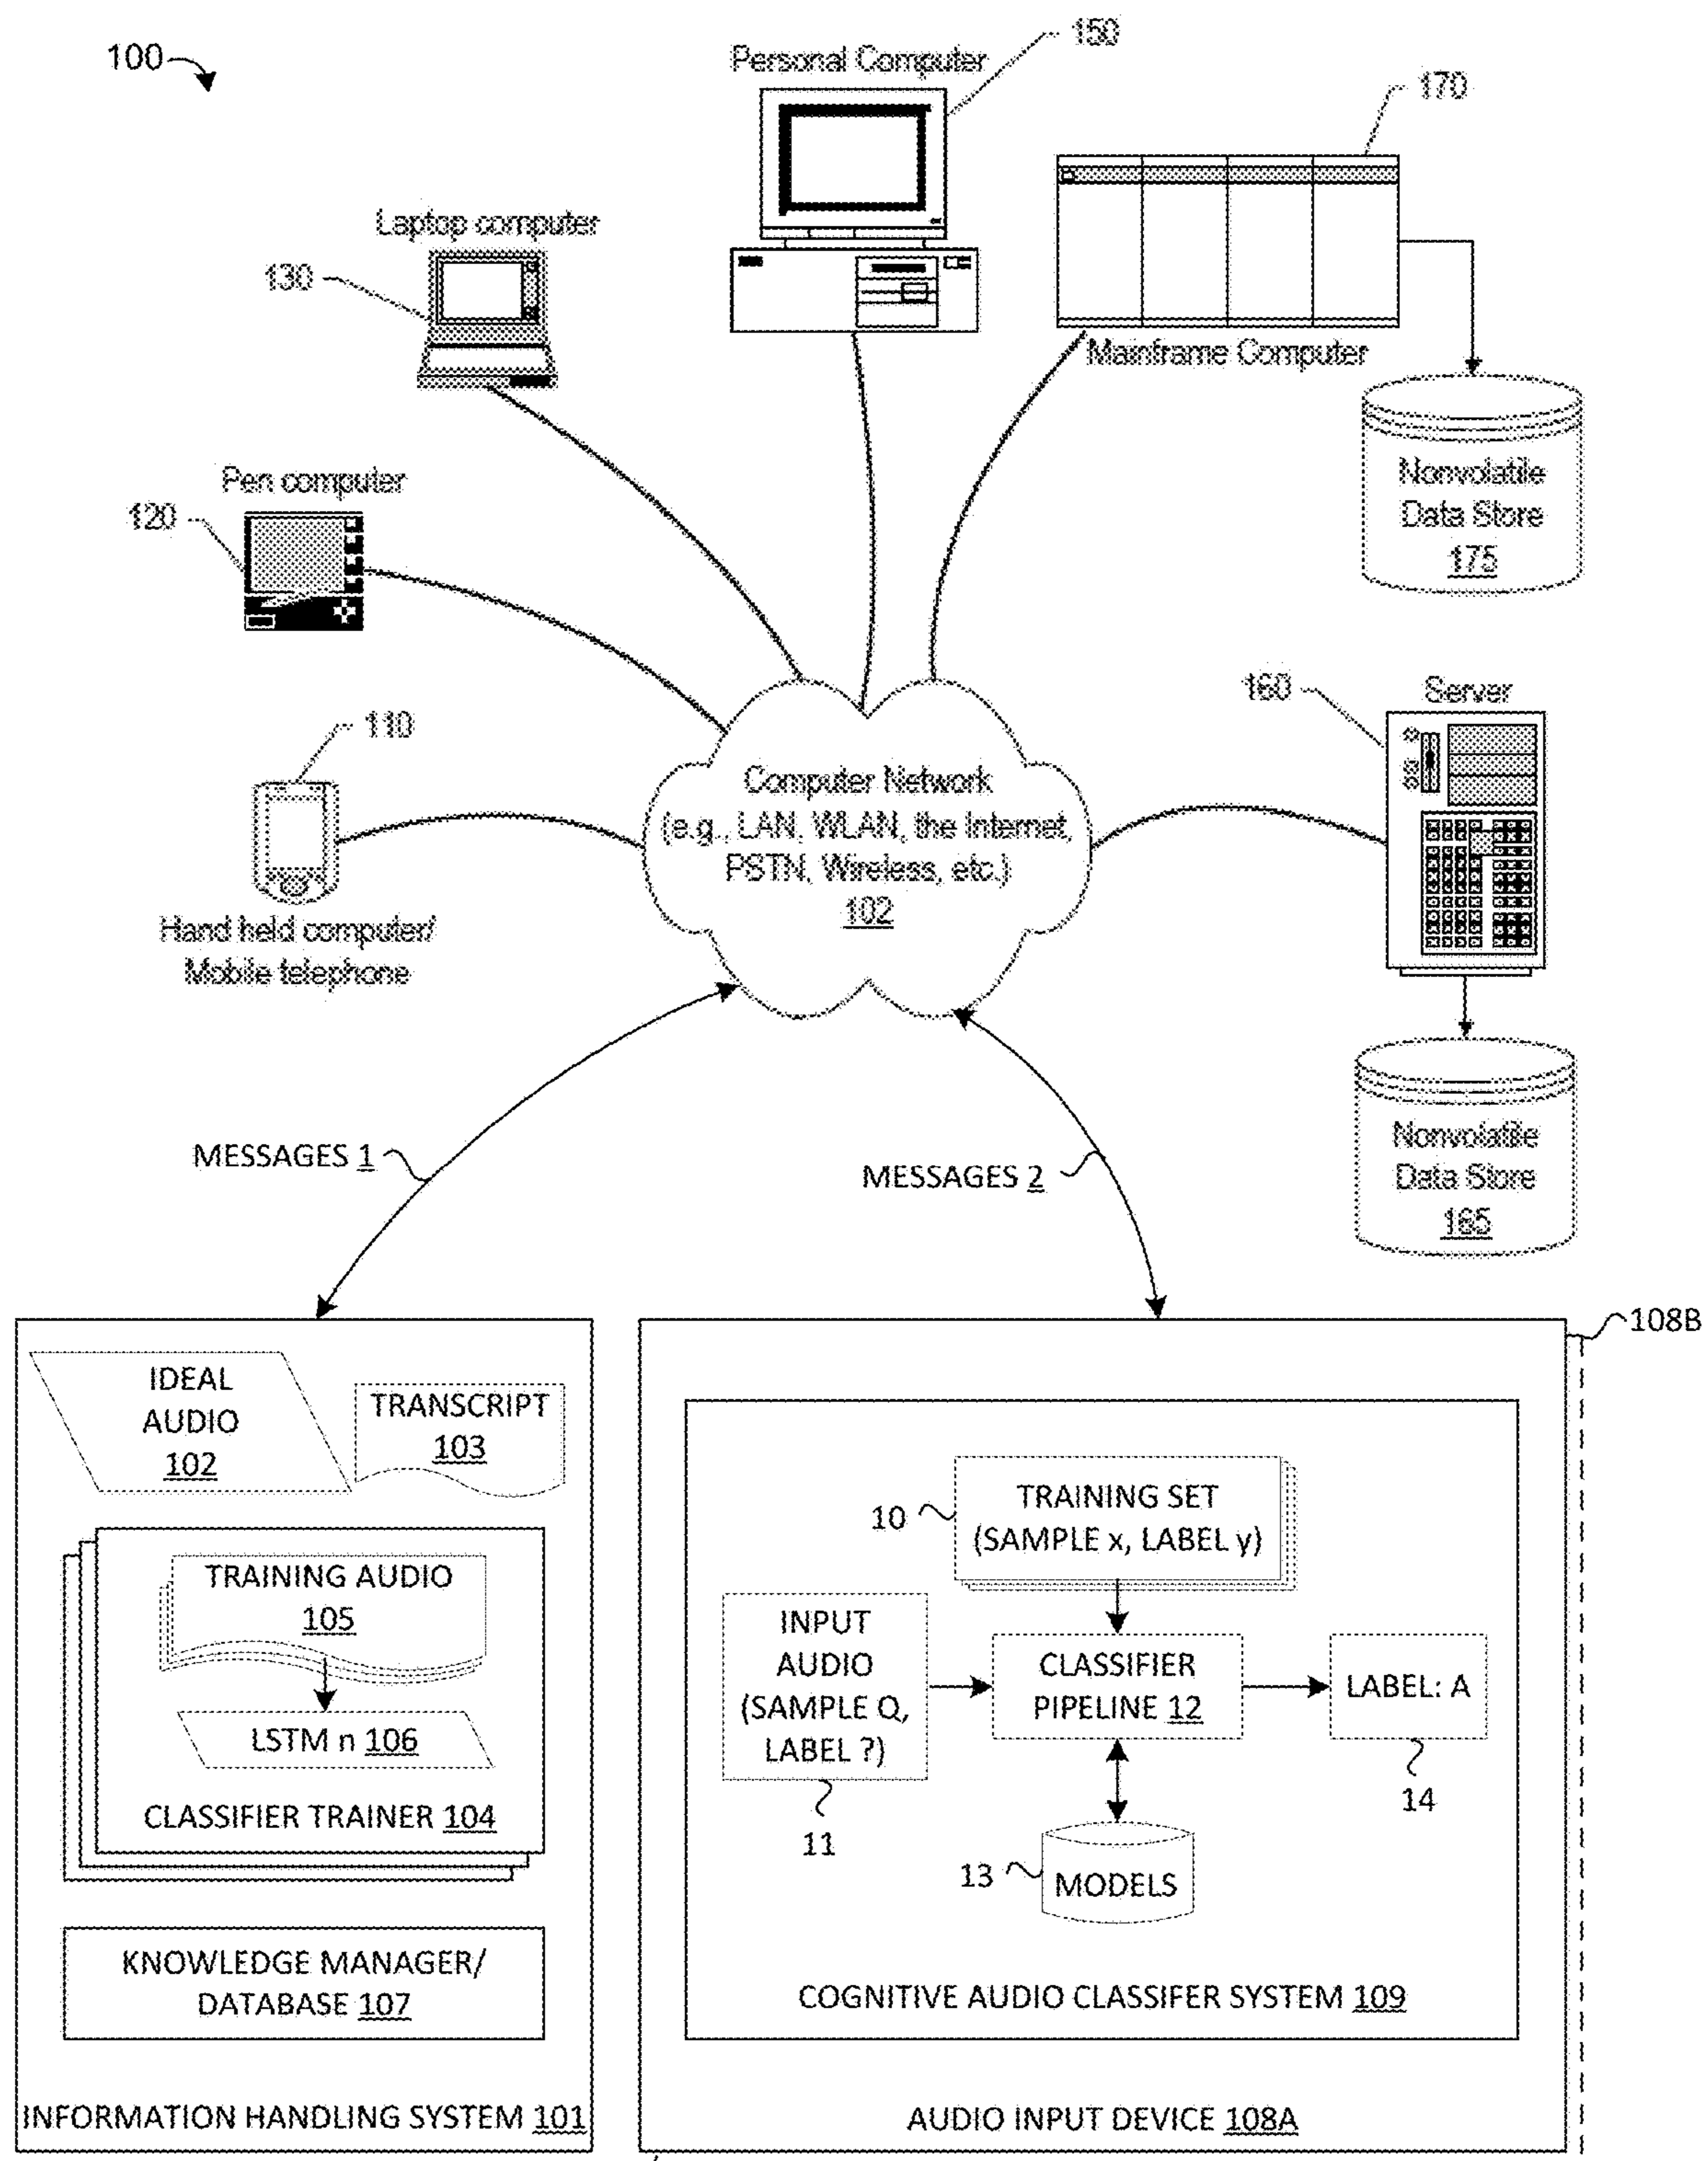 100
Personal Computer
150
170
Laptop computer
130
Mainframe Computer
Nonvolatile
Data Store
175
Pen computer
120
160
Server
110
Computer Network
(e.g., LAN, WLAN, the Internet,
PSTN, Wireless, etc.)
102
Hand held computer/
Mobile telephone
Nonvolatile
Data Store
165
MESSAGES 1
MESSAGES 2
108B
IDEAL
AUDIO
102
TRANSCRIPT
103
TRAINING AUDIO
105
LSTM n 106
CLASSIFIER TRAINER 104
KNOWLEDGE MANAGER/
DATABASE 107
INFORMATION HANDLING SYSTEM 101
10
TRAINING SET
(SAMPLE x, LABEL y)
INPUT
AUDIO
(SAMPLE Q,
LABEL ?)
11
CLASSIFIER
PIPELINE 12
LABEL: A
14
13
MODELS
COGNITIVE AUDIO CLASSIFER SYSTEM 109
AUDIO INPUT DEVICE 108A